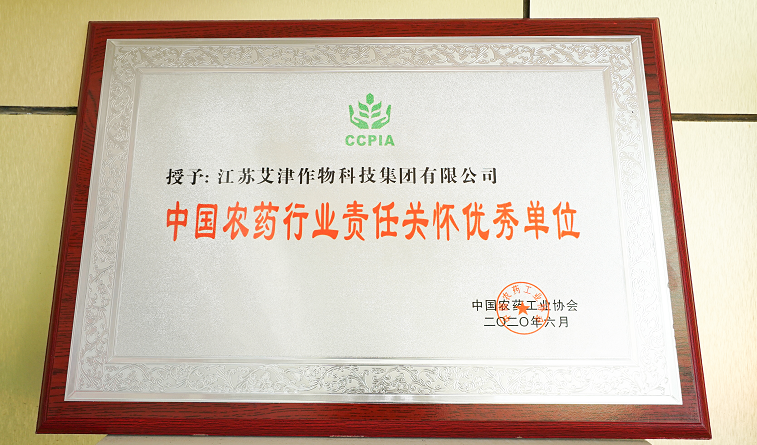 CCPIA
授予: 江苏艾津作物科技集团有限公司
中国农药行业责任关怀优秀单位
中国农药工业协会
二〇二〇年六月